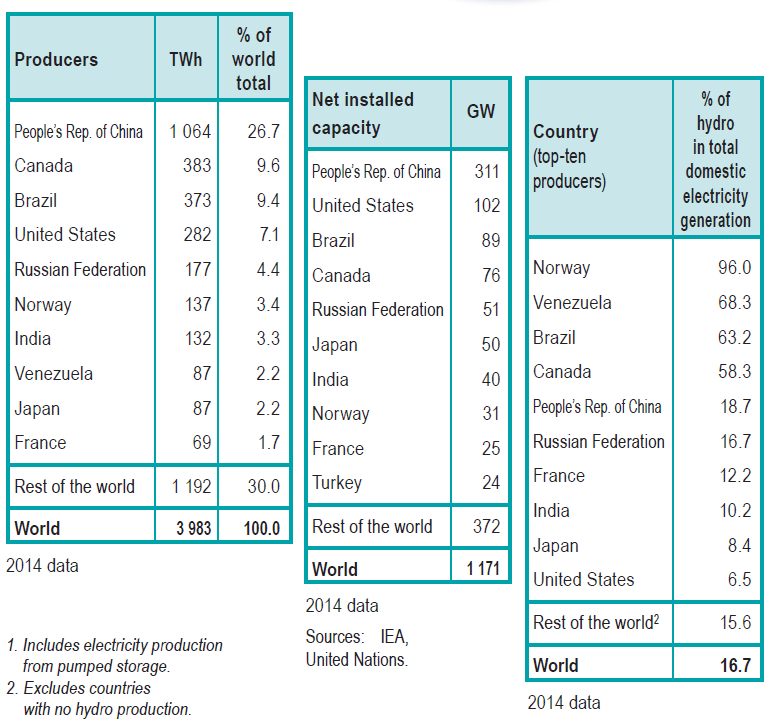 Producers TWh % of world total
People's Rep. of China 1 064 26.7
Canada 383 9.6
Brazil 373 9.4
United States 282 7.1
Russian Federation 177 4.4
Norway 137 3.4
India 132 3.3
Venezuela 87 2.2
Japan 87 2.2
France 69 1.7
Rest of the world 1 192 30.0
World 3 983 100.0
2014 data
1. Includes electricity production
from pumped storage.
2. Excludes countries
with no hydro production.
Net installed capacity GW
People's Rep. of China 311
United States 102
Brazil 89
Canada 76
Russian Federation 51
Japan 50
India 40
Norway 31
France 25
Turkey 24
Rest of the world 372
World 1 171
2014 data
Sources: IEA,
United Nations.
Country (top-ten producers) % of hydro in total domestic electricity generation
Norway 96.0
Venezuela 68.3
Brazil 63.2
Canada 58.3
People's Rep. of China 18.7
Russian Federation 16.7
France 12.2
India 10.2
Japan 8.4
United States 6.5
Rest of the world² 15.6
World 16.7
2014 data